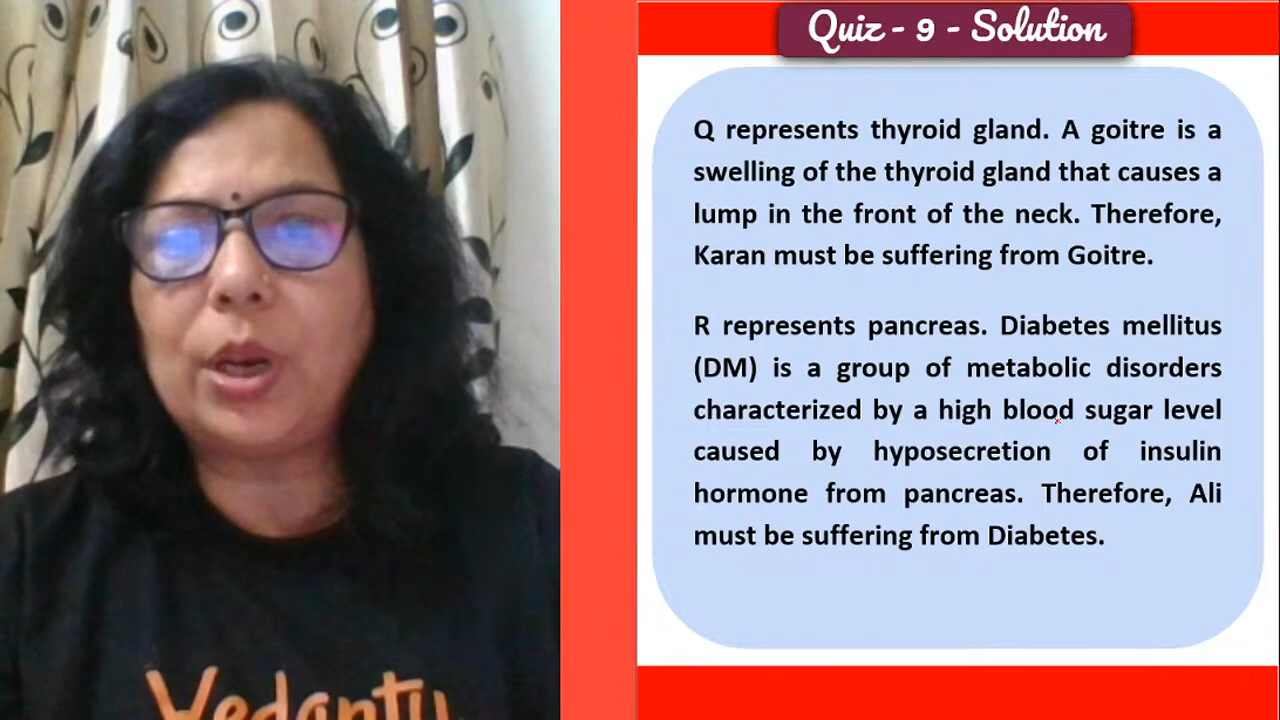 Quiz - 9 - Solution
Q represents thyroid gland. A goitre is a
swelling of the thyroid gland that causes a
lump in the front of the neck. Therefore,
Karan must be suffering from Goitre.
R represents pancreas. Diabetes mellitus
(DM) is a group of metabolic disorders
characterized by a high blood sugar level
caused by hyposecretion of insulin
hormone from pancreas. Therefore, Ali
must be suffering from Diabetes.
Vedantu